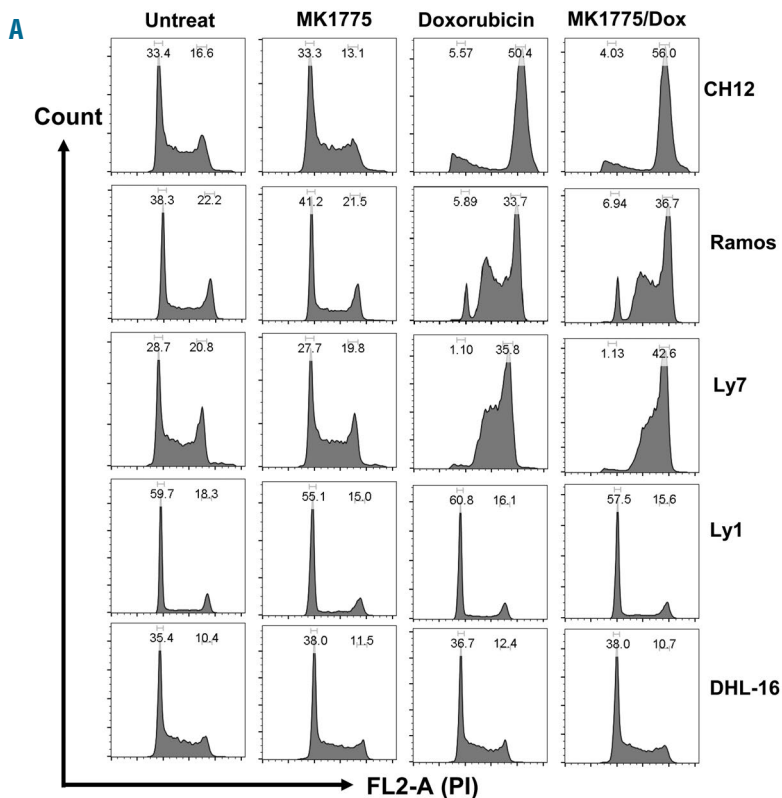 A
Untreat MK1775 Doxorubicin MK1775/Dox
Count
33.4 16.6 33.3 13.1 5.57 50.4 4.03 56.0 CH12
38.3 22.2 41.2 21.5 5.89 33.7 6.94 36.7 Ramos
28.7 20.8 27.7 19.8 1.10 35.8 1.13 42.6 Ly7
59.7 18.3 55.1 15.0 60.8 16.1 57.5 15.6 Ly1
35.4 10.4 38.0 11.5 36.7 12.4 38.0 10.7 DHL-16
FL2-A (PI)